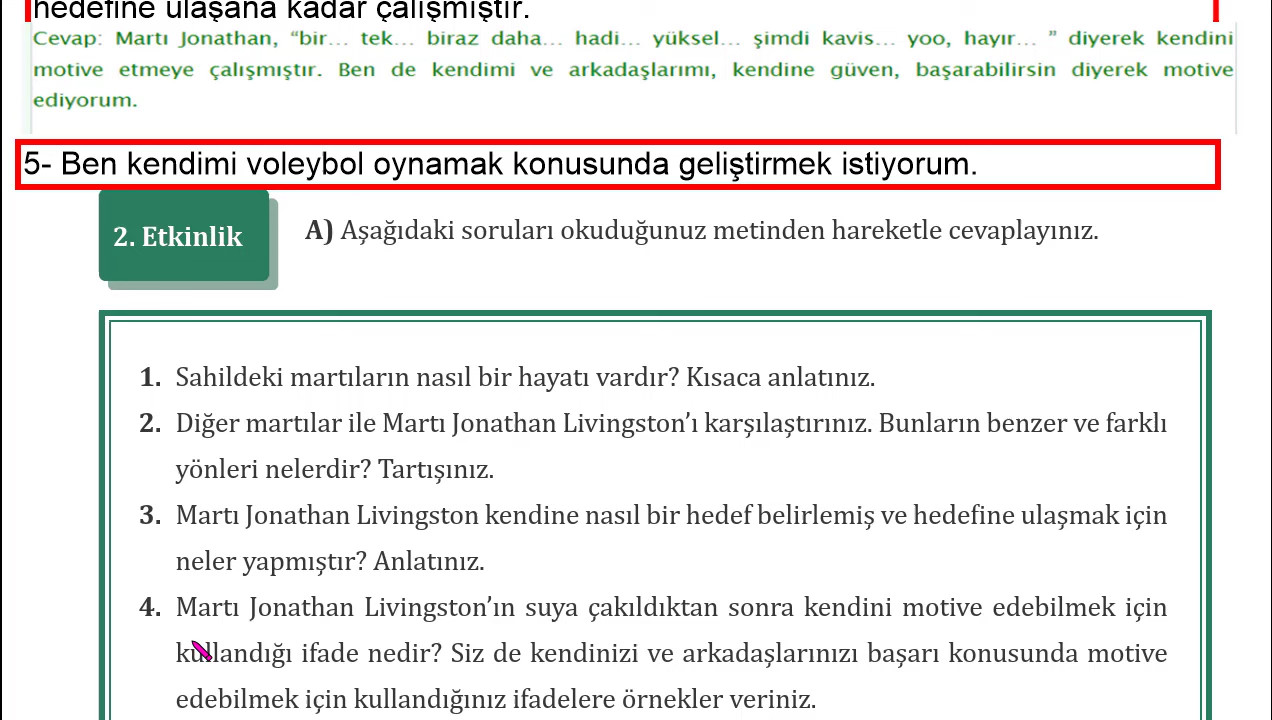 hedefine ulaşana kadar çalışmıştır.
Cevap: Martı Jonathan, “bir... tek... biraz daha... hadi... yüksel... şimdi kavis... yoo, hayır... ” diyerek kendini
motive etmeye çalışmıştır. Ben de kendimi ve arkadaşlarımı, kendine güven, başarabilirsin diyerek motive
ediyorum.
5- Ben kendimi voleybol oynamak konusunda geliştirmek istiyorum.
2. Etkinlik
A) Aşağıdaki soruları okuduğunuz metinden hareketle cevaplayınız.
1. Sahildeki martıların nasıl bir hayatı vardır? Kısaca anlatınız.
2. Diğer martılar ile Martı Jonathan Livingston’ı karşılaştırınız. Bunların benzer ve farklı
yönleri nelerdir? Tartışınız.
3. Martı Jonathan Livingston kendine nasıl bir hedef belirlemiş ve hedefine ulaşmak için
neler yapmıştır? Anlatınız.
4. Martı Jonathan Livingston’ın suya çakıldıktan sonra kendini motive edebilmek için
kullandığı ifade nedir? Siz de kendinizi ve arkadaşlarınızı başarı konusunda motive
edebilmek için kullandığınız ifadelere örnekler veriniz.